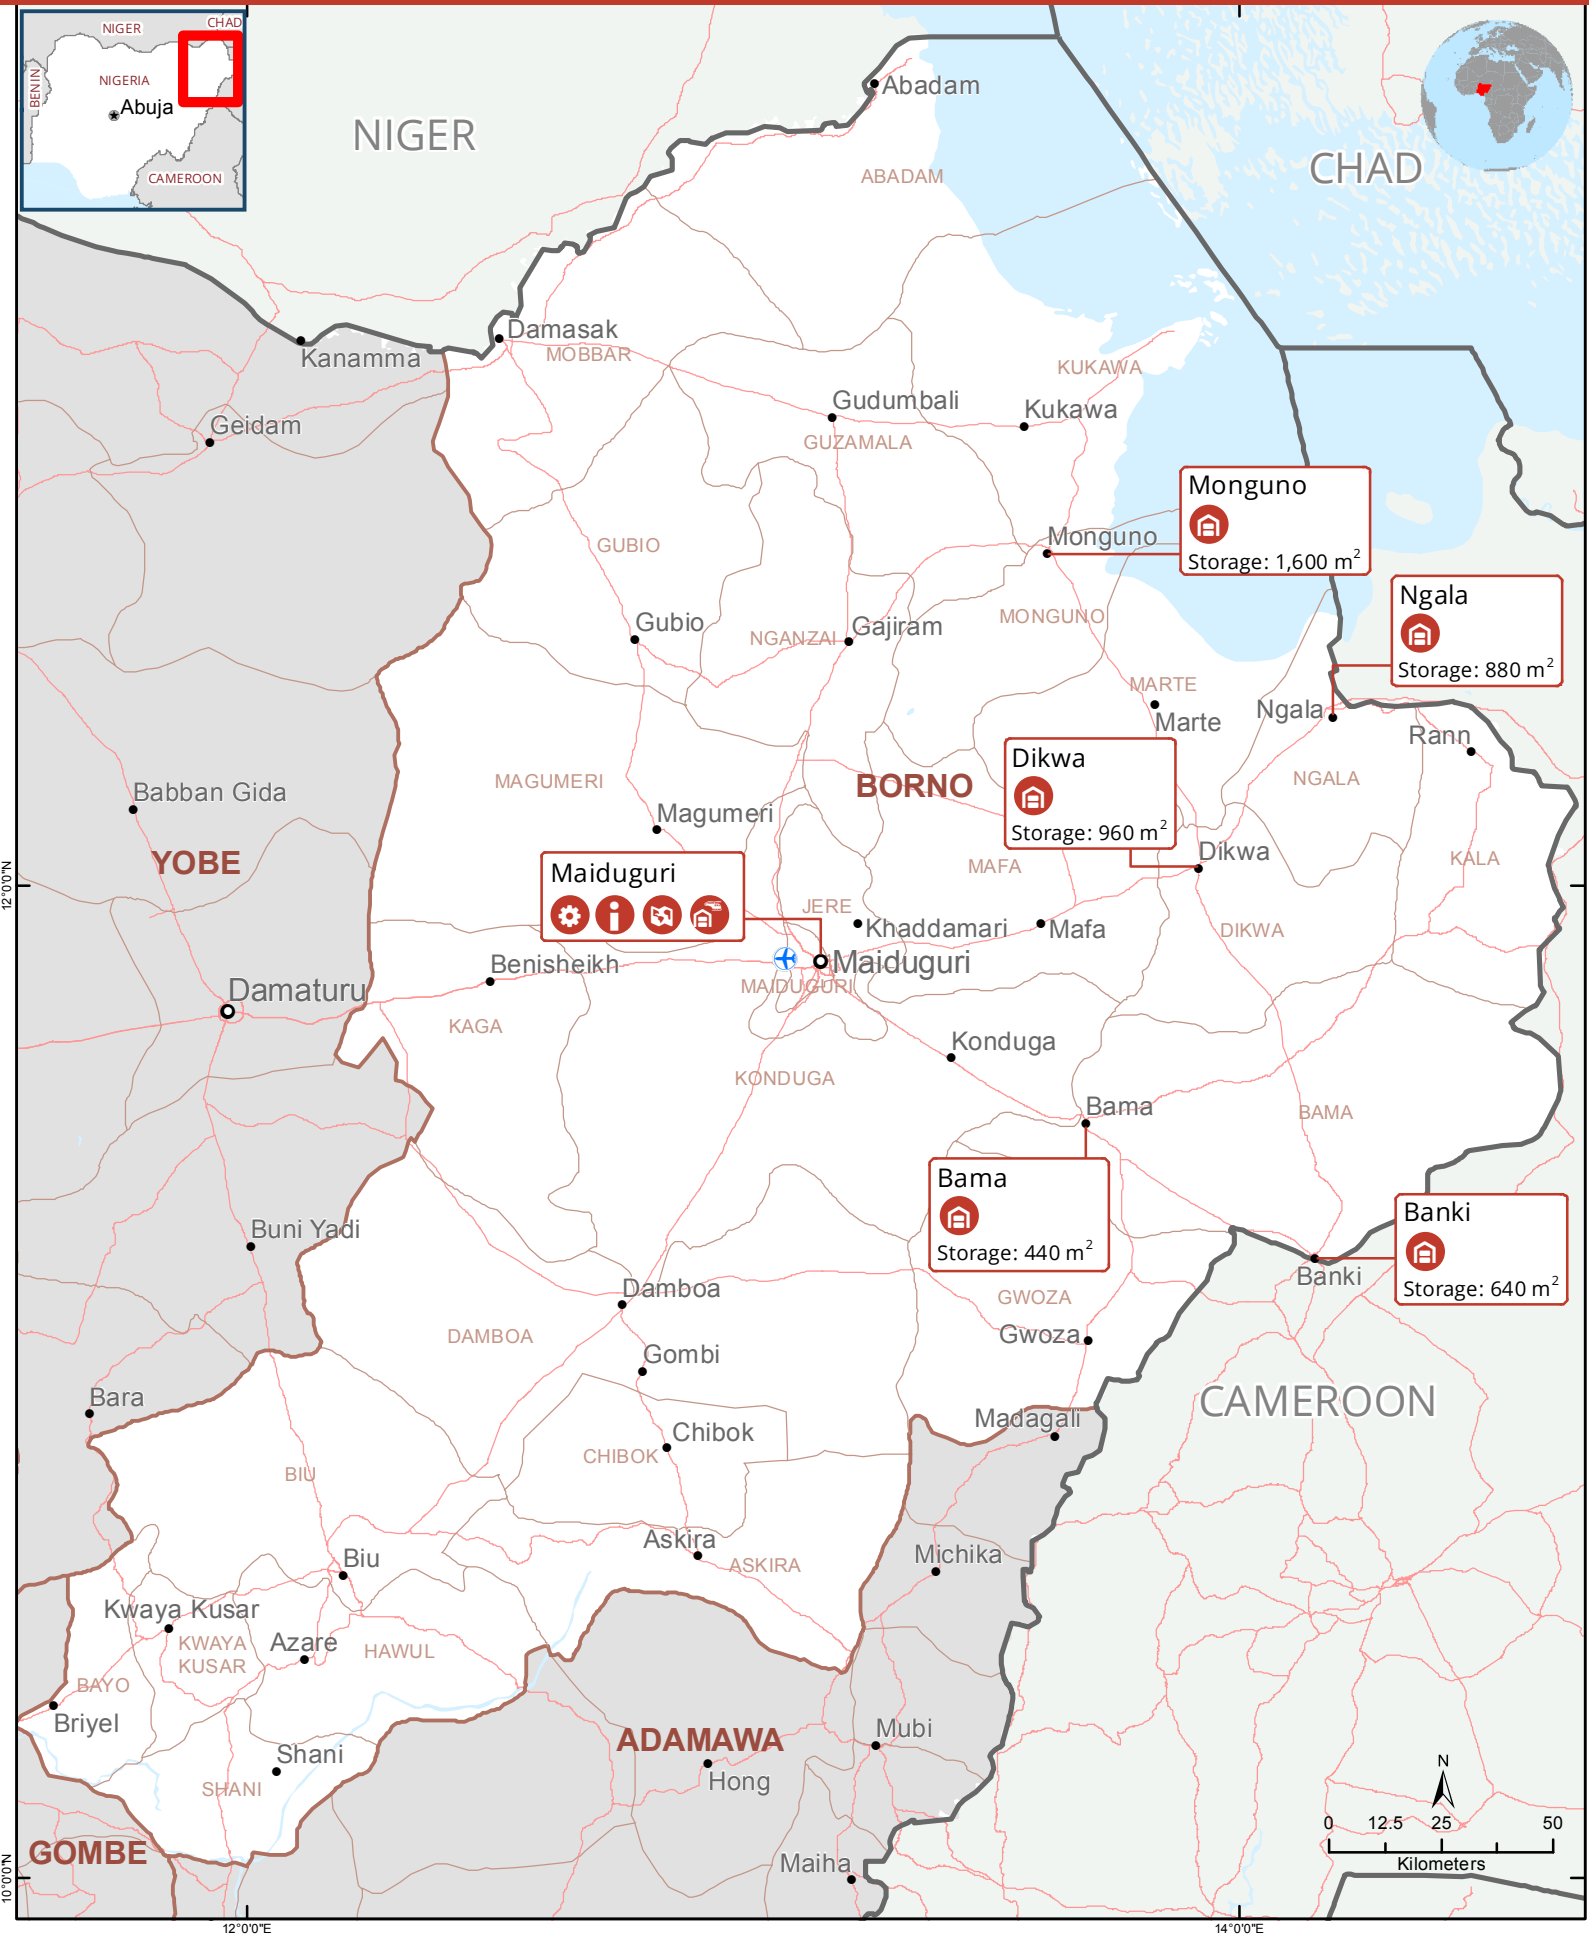 NIGER
CHAD
BENIN
NIGERIA
Abuja
CAMEROON
NIGER
CHAD
Abadam
ABADAM
Damasak
MOBBAR
Kanamma
KUKAWA
Geidam
Gudumbali
GUZAMALA
Kukawa
Monguno
Storage: 1,600 m2
GUBIO
Monguno
Ngala
Storage: 880 m2
Gubio
NGANZAI
Gajiram
MONGUNO
MARTE
Marte
Ngala
Rann
Dikwa
Storage: 960 m2
BORNO
MAGUMERI
NGALA
Babban Gida
Magumeri
YOBE
Dikwa
MAFA
KALA
Maiduguri
JERE
Khaddamari
Mafa
DIKWA
12°0'0"N
Benisheikh
Maiduguri
MAIDUGURI
Damaturu
KAGA
Konduga
KONDUGA
Bama
BAMA
Bama
Storage: 440 m2
Banki
Storage: 640 m2
Buni Yadi
Banki
Damboa
GWOZA
DAMBOA
Gwoza
Gombi
Bara
CAMEROON
Madagali
Chibok
CHIBOK
BIU
Askira
ASKIRA
Michika
Biu
Kwaya Kusar
KWAYA
KUSAR
Azare
HAWUL
BAYO
Briyel
ADAMAWA
Mubi
Shani
SHANI
Hong
N
0 12.5 25 50
Kilometers
GOMBE
Maiha
10°0'0"N
12°0'0"E
14°0'0"E